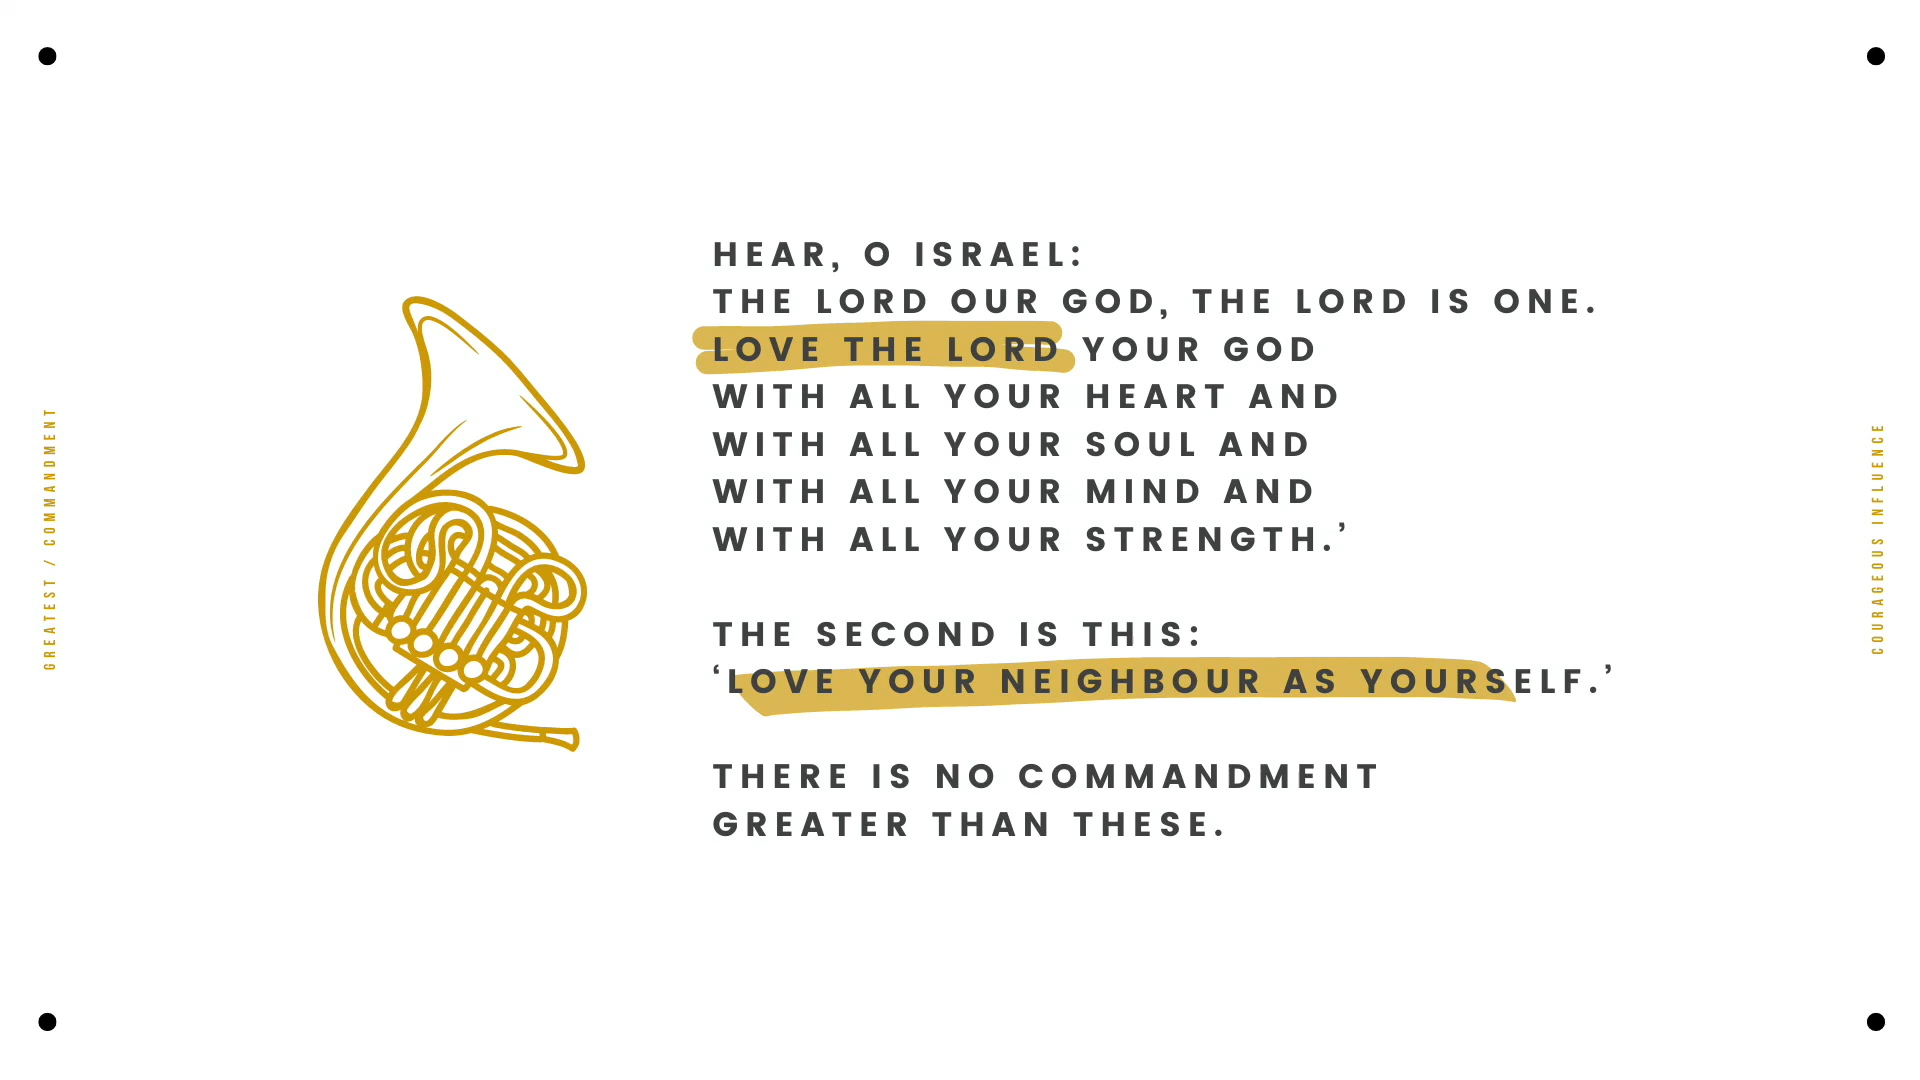 HEAR, O ISRAEL:
THE LORD OUR GOD, THE LORD IS ONE.
LOVE THE LORD YOUR GOD
WITH ALL YOUR HEART AND
WITH ALL YOUR SOUL AND
WITH ALL YOUR MIND AND
WITH ALL YOUR STRENGTH.’
THE SECOND IS THIS:
‘LOVE YOUR NEIGHBOUR AS YOURSELF.’
THERE IS NO COMMANDMENT
GREATER THAN THESE.
GREATEST / COMMANDMENT
COURAGEOUS INFLUENCE